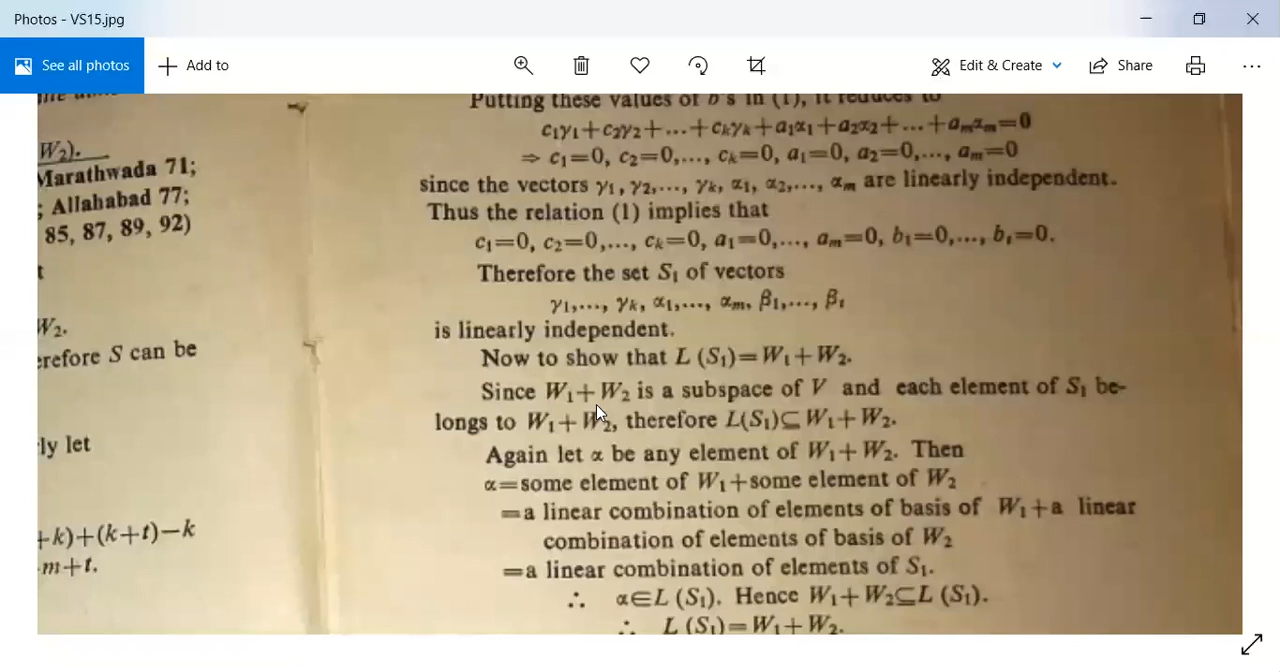 Photos - VS15.jpg
See all photos
Add to
Edit & Create
Share
W₂).
Marathwada 71;
; Allahabad 77;
85, 87, 89, 92)
t
W₂.
erefore S can be
ly let
+k)+(k+t)−k
m+t.
Putting these values of b's in (1), it reduces to
c₁γ₁+c₂γ₂+...+cₖγₖ+a₁α₁+a₂α₂+...+aₘαₘ=0
⇒ c₁=0, c₂=0,..., cₖ=0, a₁=0, a₂=0,..., aₘ=0
since the vectors γ₁, γ₂,..., γₖ, α₁, α₂,..., αₘ are linearly independent.
Thus the relation (1) implies that
c₁=0, c₂=0,..., cₖ=0, a₁=0,..., aₘ=0, b₁=0,..., bₜ=0.
Therefore the set S₁ of vectors
γ₁,..., γₖ, α₁,..., αₘ, β₁,..., βₜ
is linearly independent.
Now to show that L (S₁)=W₁+W₂.
Since W₁+W₂ is a subspace of V and each element of S₁ be-
longs to W₁+W₂, therefore L(S₁)⊆W₁+W₂.
Again let α be any element of W₁+W₂. Then
α=some element of W₁+some element of W₂
=a linear combination of elements of basis of W₁+a linear
combination of elements of basis of W₂
=a linear combination of elements of S₁.
∴ α∈L (S₁). Hence W₁+W₂⊆L (S₁).
∴ L (S₁)=W₁+W₂.